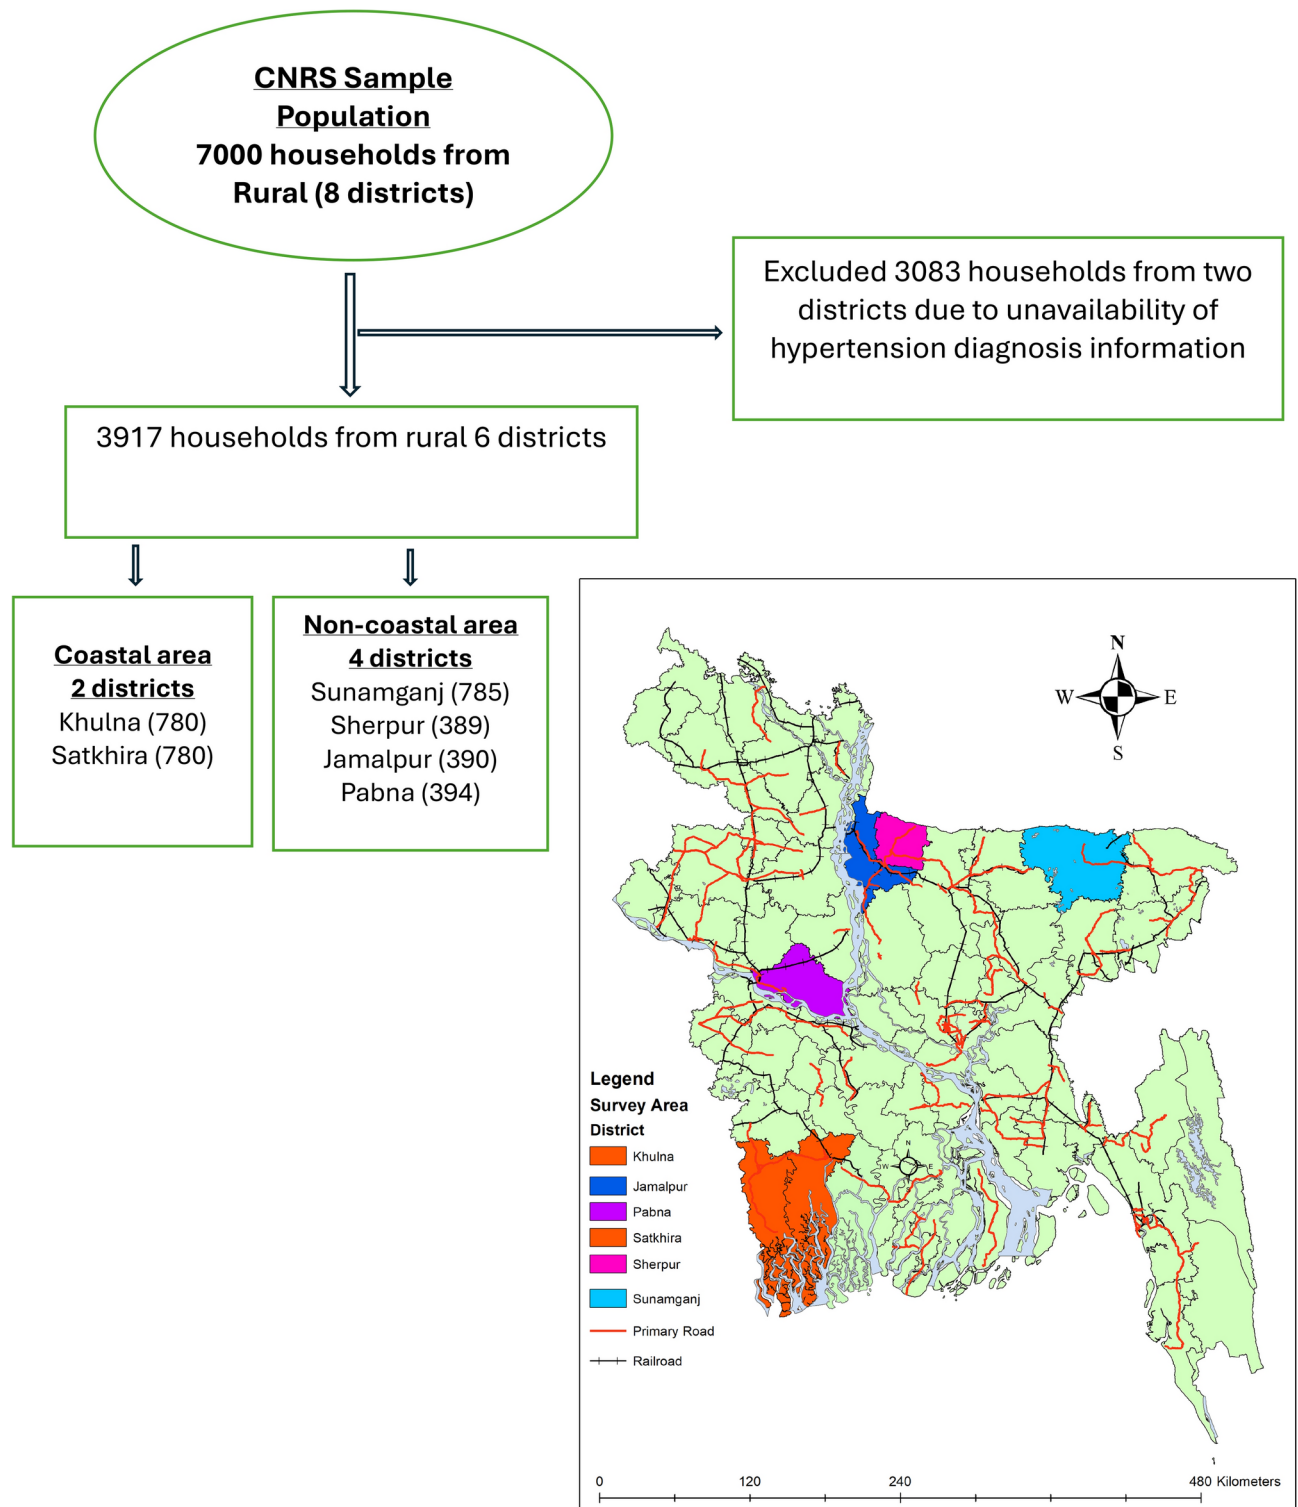 CNRS Sample
Population
7000 households from
Rural (8 districts)
Excluded 3083 households from two
districts due to unavailability of
hypertension diagnosis information
3917 households from rural 6 districts
Coastal area
2 districts
Khulna (780)
Satkhira (780)
Non-coastal area
4 districts
Sunamganj (785)
Sherpur (389)
Jamalpur (390)
Pabna (394)
N
W E
S
N
W E
Legend
Survey Area
District
Khulna
Jamalpur
Pabna
Satkhira
Sherpur
Sunamganj
Primary Road
Railroad
0 120 240 480 Kilometers